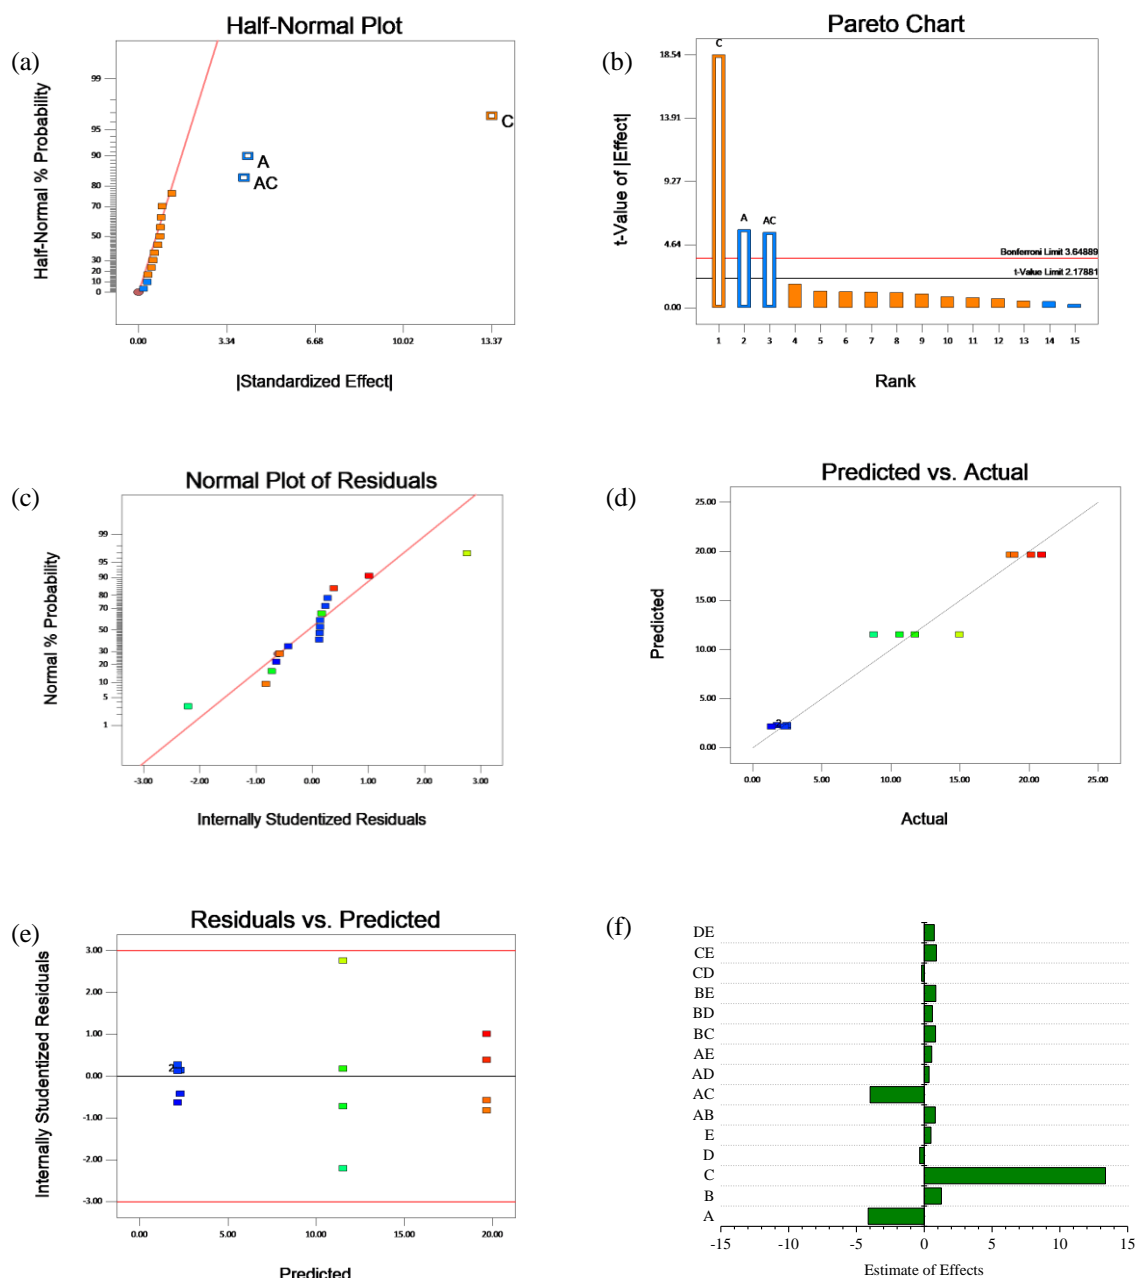 (a)
Half-Normal Plot
Half-Normal % Probability
99
95
90
80
70
50
30
20
10
0
C
A
AC
0.00 3.34 6.68 10.02 13.37
|Standardized Effect|
(b)
Pareto Chart
t-Value of |Effect|
18.54
13.91
9.27
4.64
0.00
C
A
AC
Bonferroni Limit 3.64889
t-Value Limit 2.17881
1 2 3 4 5 6 7 8 9 10 11 12 13 14 15
Rank
(c)
Normal Plot of Residuals
Normal % Probability
99
95
90
80
70
50
30
20
10
5
1
-3.00 -2.00 -1.00 0.00 1.00 2.00 3.00
Internally Studentized Residuals
(d)
Predicted vs. Actual
Predicted
25.00
20.00
15.00
10.00
5.00
0.00
2
0.00 5.00 10.00 15.00 20.00 25.00
Actual
(e)
Residuals vs. Predicted
Internally Studentized Residuals
3.00
2.00
1.00
0.00
-1.00
-2.00
-3.00
2
0.00 5.00 10.00 15.00 20.00
Predicted
(f)
DE
CE
CD
BE
BD
BC
AE
AD
AC
AB
E
D
C
B
A
-15 -10 -5 0 5 10 15
Estimate of Effects